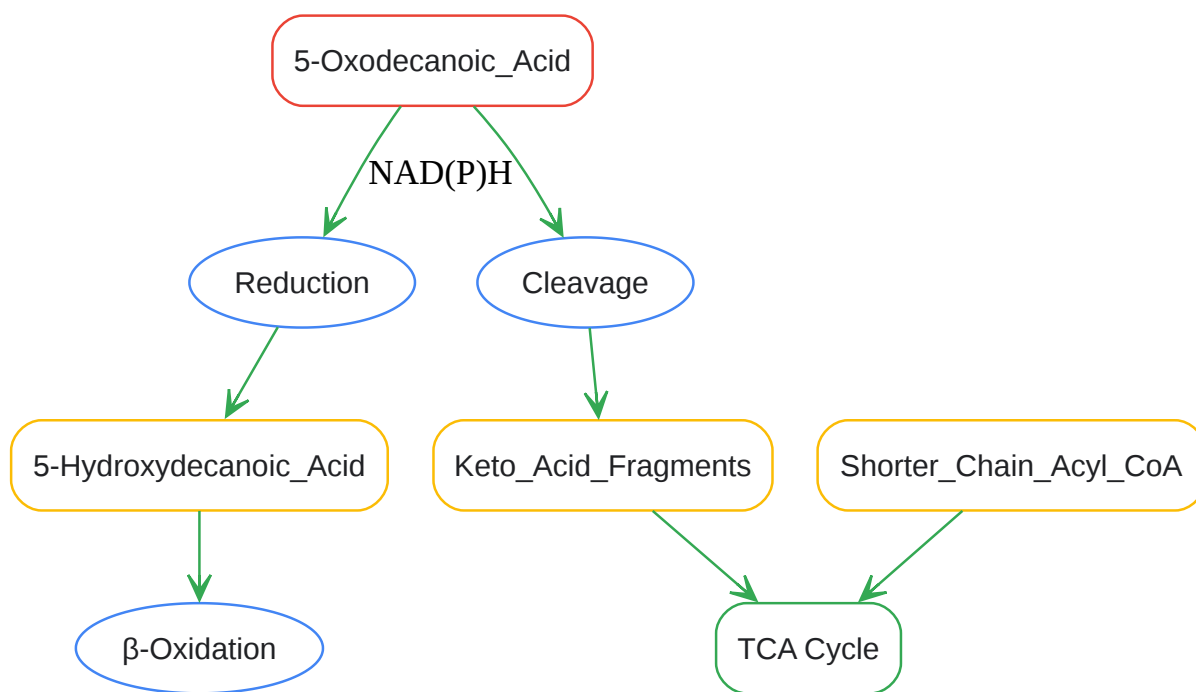 5-Oxodecanoic_Acid
NAD(P)H
Reduction
Cleavage
5-Hydroxydecanoic_Acid
Keto_Acid_Fragments
Shorter_Chain_Acyl_CoA
β-Oxidation
TCA Cycle